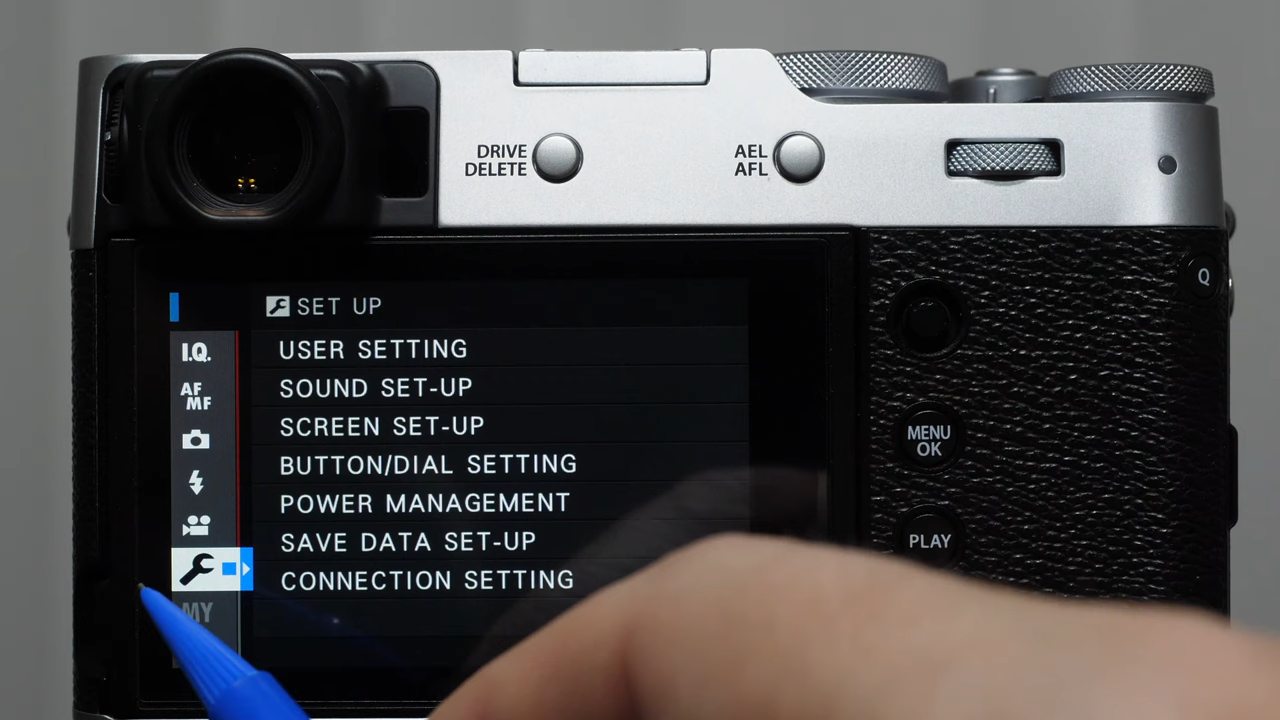 DRIVE
DELETE
AEL
AFL
Q
SET UP
I.Q.
USER SETTING
AF
MF
SOUND SET-UP
SCREEN SET-UP
MENU
OK
BUTTON/DIAL SETTING
POWER MANAGEMENT
SAVE DATA SET-UP
PLAY
CONNECTION SETTING
MY